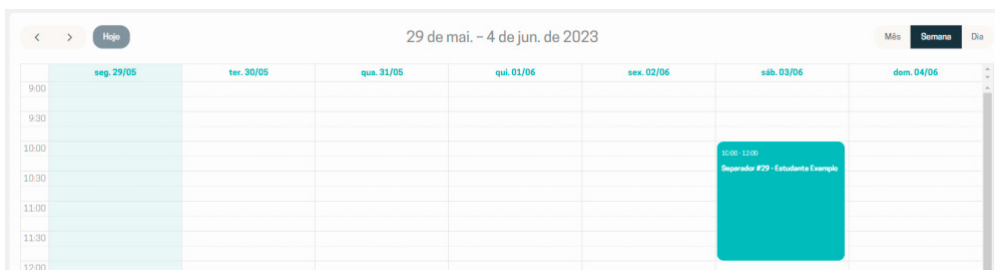 Hoje
29 de mai. – 4 de jun. de 2023
Mês Semana Dia
seg. 29/05 ter. 30/05 qua. 31/05 qui. 01/06 sex. 02/06 sáb. 03/06 dom. 04/06
9:00
9:30
10:00
10:00 - 12:00
Separador #29 - Estudante Exemplo
10:30
11:00
11:30
12:00